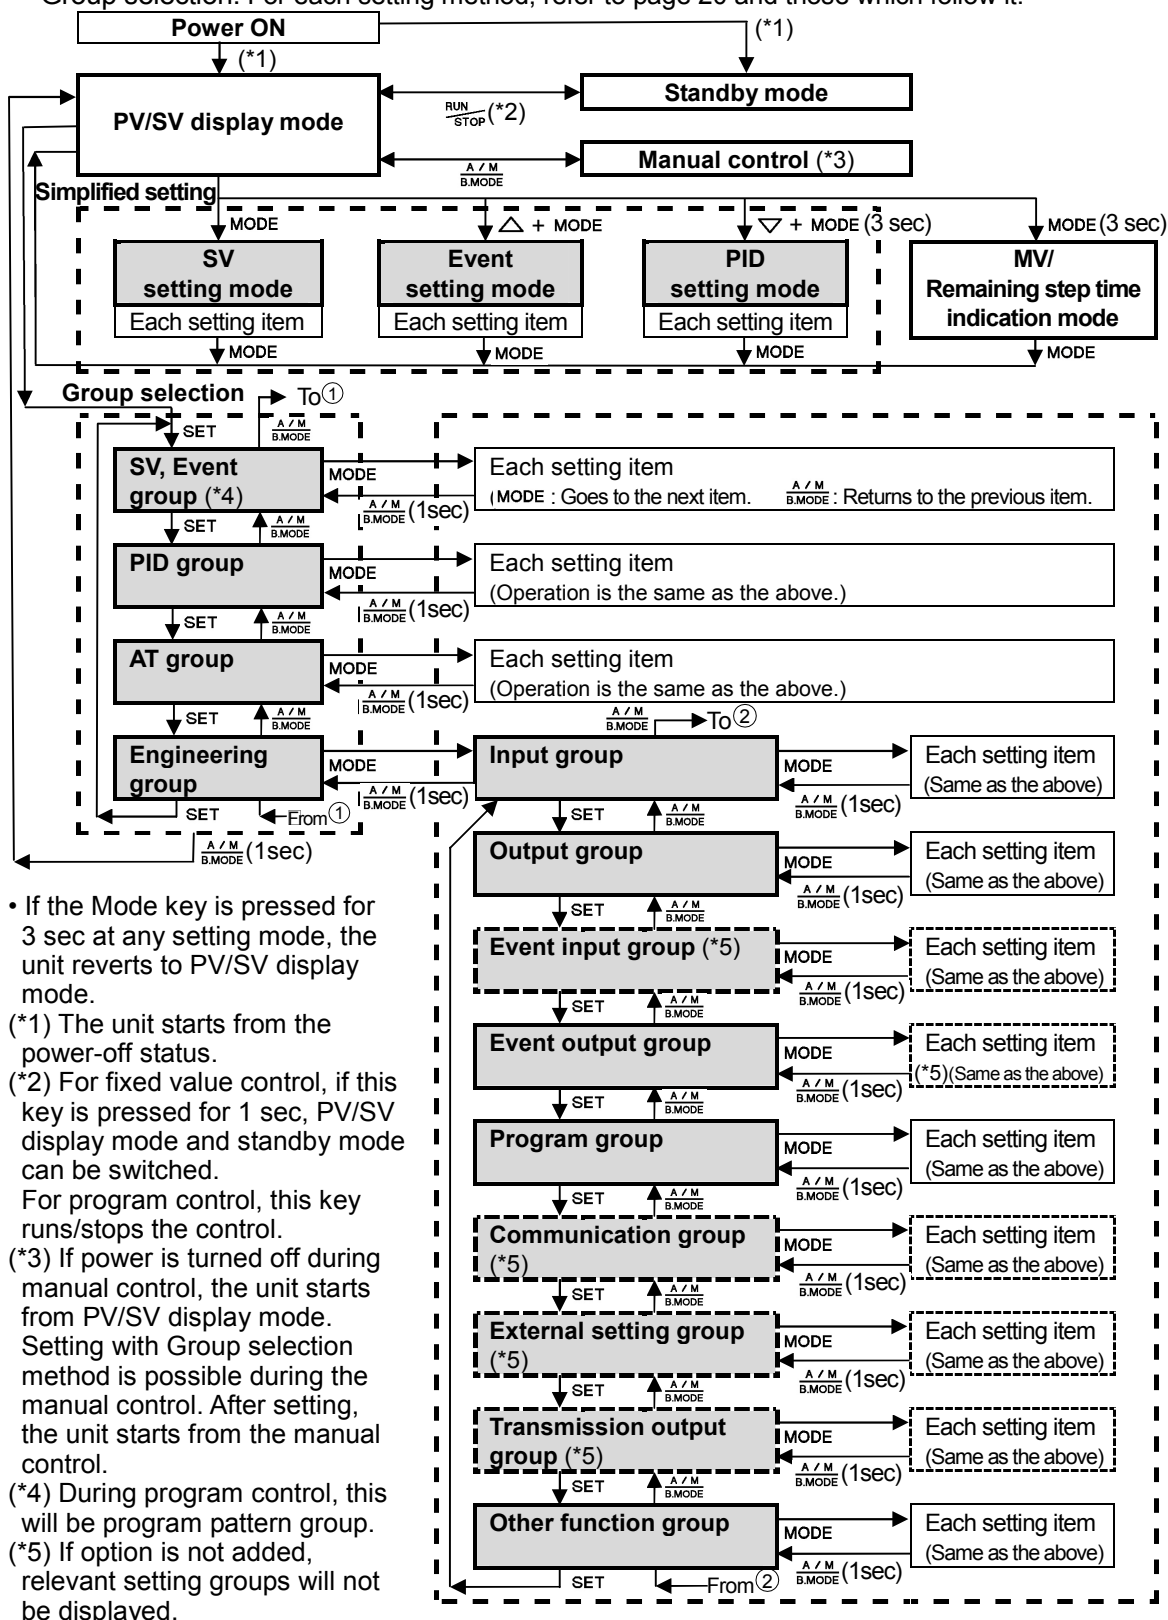 Group selection: For each setting method, refer to page 20 and those which follow it.
Power ON
(*1)
(*1)
PV/SV display mode
Standby mode
RUN
STOP (*2)
Manual control (*3)
A / M
B.MODE
Simplified setting
MODE
△ + MODE
▽ + MODE (3 sec)
MODE (3 sec)
SV
setting mode
Event
setting mode
PID
setting mode
MV/
Remaining step time
indication mode
Each setting item
Each setting item
Each setting item
MODE
MODE
MODE
MODE
Group selection
To①
SET
A / M
B.MODE
SV, Event
group (*4)
MODE
A / M
B.MODE (1sec)
Each setting item
(MODE : Goes to the next item. A / M
B.MODE : Returns to the previous item.
SET
A / M
B.MODE
PID group
MODE
A / M
B.MODE (1sec)
Each setting item
(Operation is the same as the above.)
SET
A / M
B.MODE
AT group
MODE
A / M
B.MODE (1sec)
Each setting item
(Operation is the same as the above.)
SET
A / M
B.MODE
A / M
B.MODE
To②
Engineering
group
MODE
A / M
B.MODE (1sec)
SET
From①
A / M
B.MODE (1sec)
Input group
MODE
A / M
B.MODE (1sec)
Each setting item
(Same as the above)
SET
A / M
B.MODE
Output group
MODE
A / M
B.MODE (1sec)
Each setting item
(Same as the above)
SET
A / M
B.MODE
Event input group (*5)
MODE
A / M
B.MODE (1sec)
Each setting item
(Same as the above)
SET
A / M
B.MODE
Event output group
MODE
A / M
B.MODE (1sec)
Each setting item
(*5)(Same as the above)
SET
A / M
B.MODE
Program group
MODE
A / M
B.MODE (1sec)
Each setting item
(Same as the above)
SET
A / M
B.MODE
Communication group
(*5)
MODE
A / M
B.MODE (1sec)
Each setting item
(Same as the above)
SET
A / M
B.MODE
External setting group
(*5)
MODE
A / M
B.MODE (1sec)
Each setting item
(Same as the above)
SET
A / M
B.MODE
Transmission output
group (*5)
MODE
A / M
B.MODE (1sec)
Each setting item
(Same as the above)
SET
A / M
B.MODE
Other function group
MODE
A / M
B.MODE (1sec)
Each setting item
(Same as the above)
SET
From②
• If the Mode key is pressed for
3 sec at any setting mode, the
unit reverts to PV/SV display
mode.
(*1) The unit starts from the
power-off status.
(*2) For fixed value control, if this
key is pressed for 1 sec, PV/SV
display mode and standby mode
can be switched.
For program control, this key
runs/stops the control.
(*3) If power is turned off during
manual control, the unit starts
from PV/SV display mode.
Setting with Group selection
method is possible during the
manual control. After setting,
the unit starts from the manual
control.
(*4) During program control, this
will be program pattern group.
(*5) If option is not added,
relevant setting groups will not
be displayed.